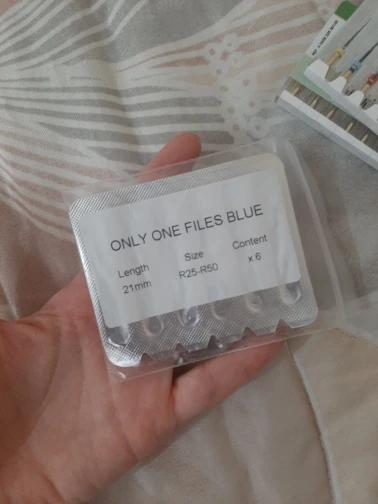 ONLY ONE FILES BLUE
Length Size Content
21mm R25-R50 x 6